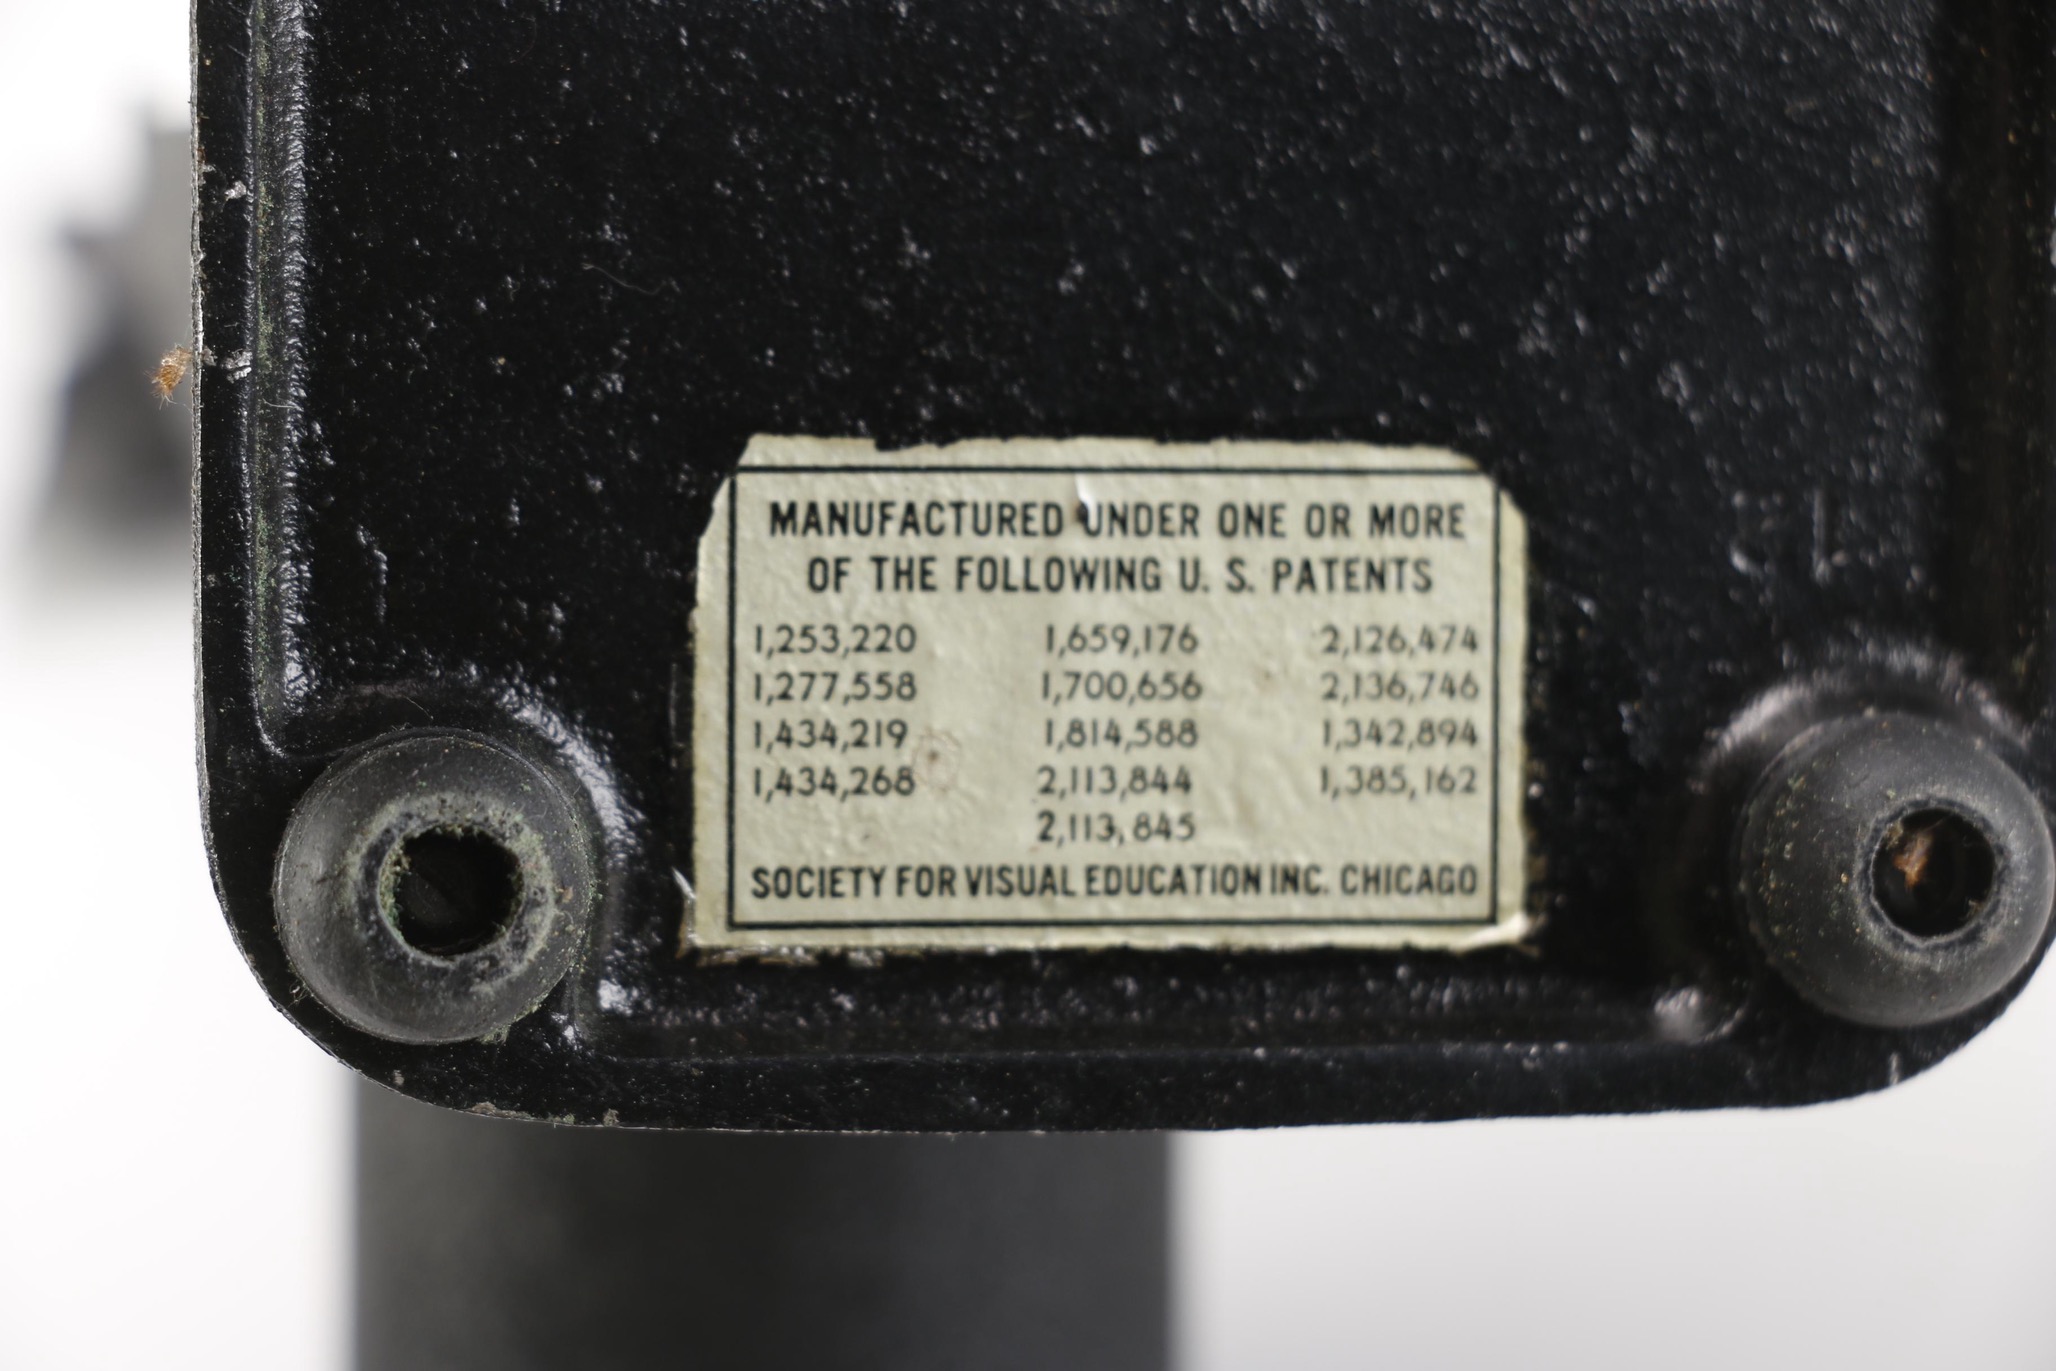 MANUFACTURED UNDER ONE OR MORE
OF THE FOLLOWING U. S. PATENTS
1,253,220 1,659,176 2,126,474
1,277,558 1,700,656 2,136,746
1,434,219 1,814,588 1,342,894
1,434,268 2,113,844 1,385,162
2,113,845
SOCIETY FOR VISUAL EDUCATION INC. CHICAGO